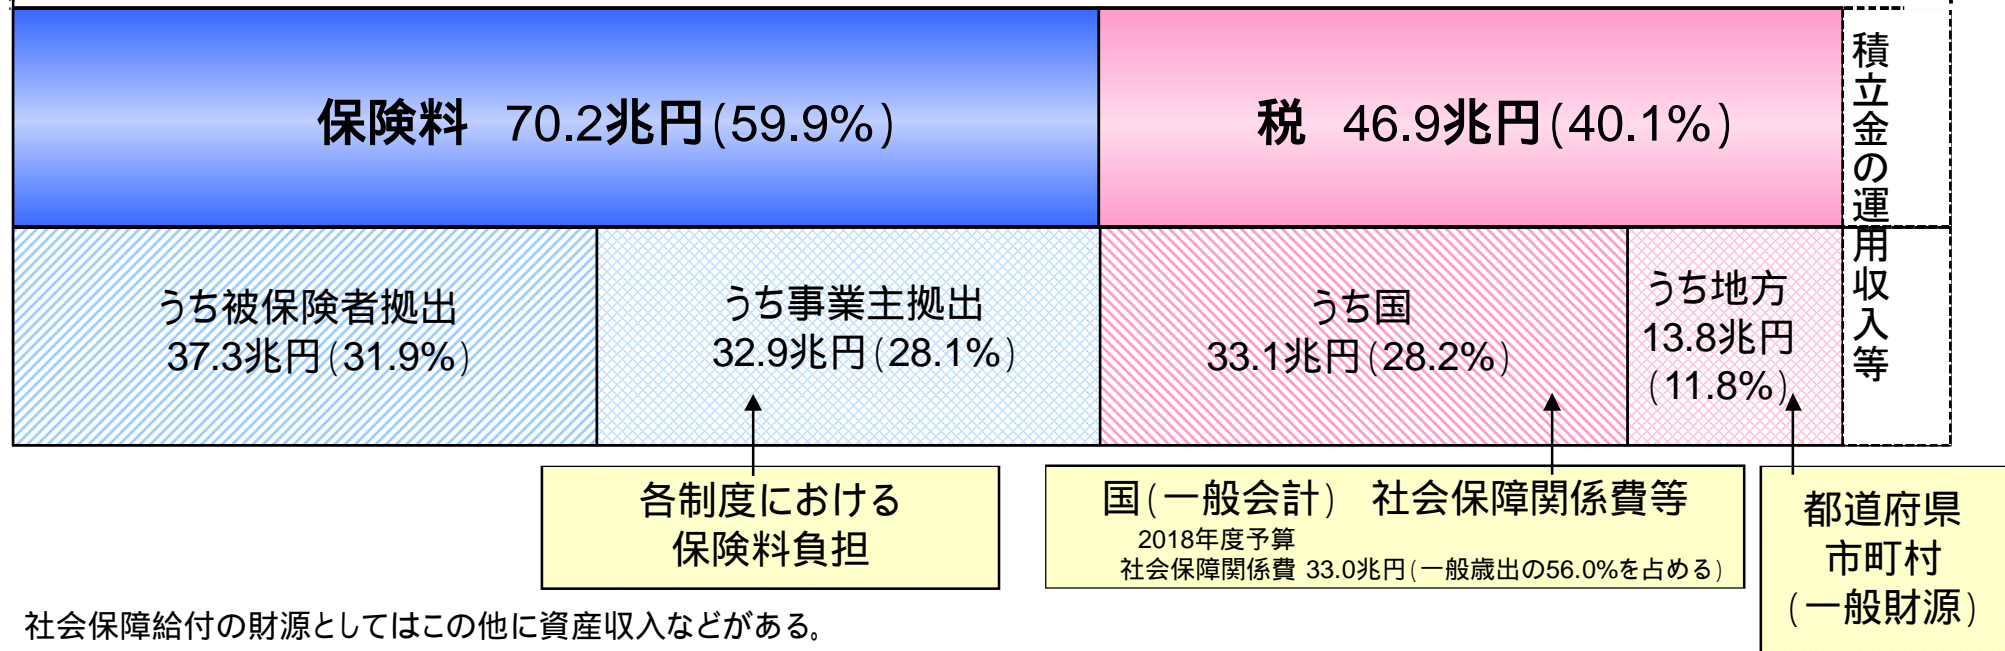 保険料 70.2兆円(59.9%)
税 46.9兆円(40.1%)
積立金の運用収入等
うち被保険者拠出
37.3兆円(31.9%)
うち事業主拠出
32.9兆円(28.1%)
うち国
33.1兆円(28.2%)
うち地方
13.8兆円
(11.8%)
各制度における
保険料負担
国(一般会計) 社会保障関係費等
2018年度予算
社会保障関係費 33.0兆円(一般歳出の56.0%を占める)
都道府県
市町村
(一般財源)
社会保障給付の財源としてはこの他に資産収入などがある。